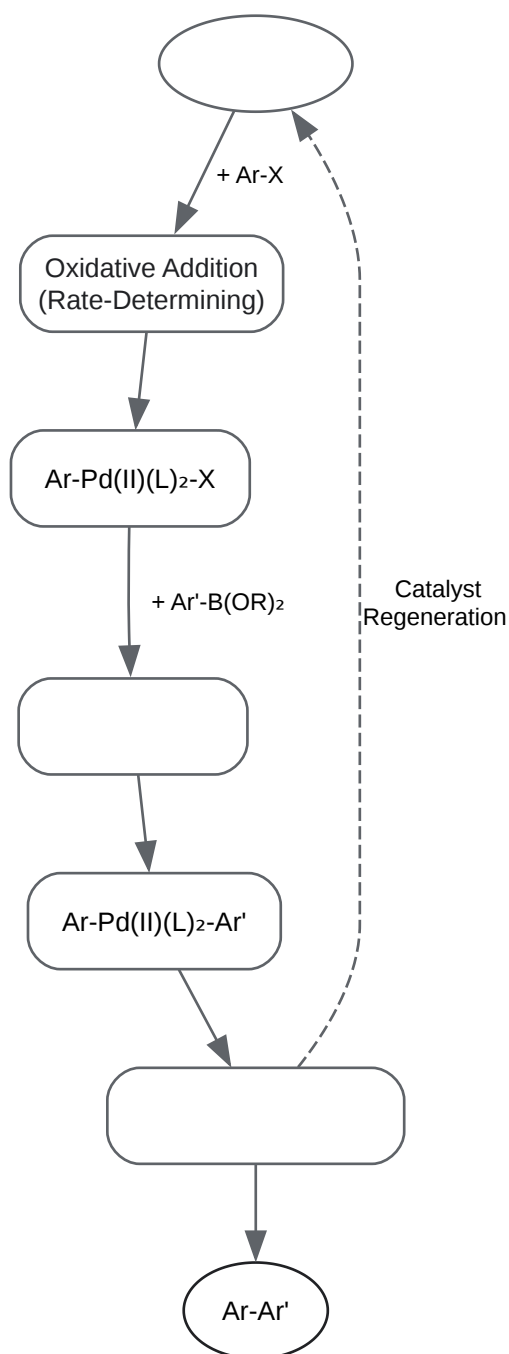 + Ar-X
Oxidative Addition
(Rate-Determining)
Ar-Pd(II)(L)₂-X
+ Ar'-B(OR)₂
Catalyst
Regeneration
Ar-Pd(II)(L)₂-Ar'
Ar-Ar'